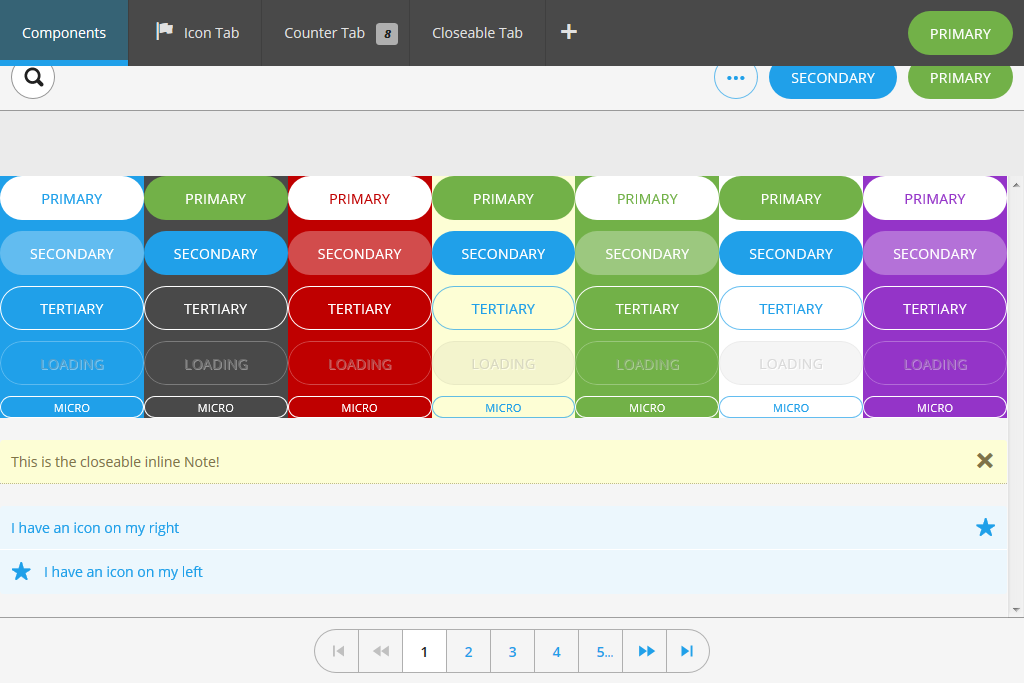 Components Icon Tab Counter Tab 8 Closeable Tab + PRIMARY
SECONDARY PRIMARY
PRIMARY PRIMARY PRIMARY PRIMARY PRIMARY PRIMARY PRIMARY
SECONDARY SECONDARY SECONDARY SECONDARY SECONDARY SECONDARY SECONDARY
TERTIARY TERTIARY TERTIARY TERTIARY TERTIARY TERTIARY TERTIARY
LOADING LOADING LOADING LOADING LOADING LOADING LOADING
MICRO MICRO MICRO MICRO MICRO MICRO MICRO
This is the closeable inline Note!
I have an icon on my right
I have an icon on my left
1 2 3 4 5...